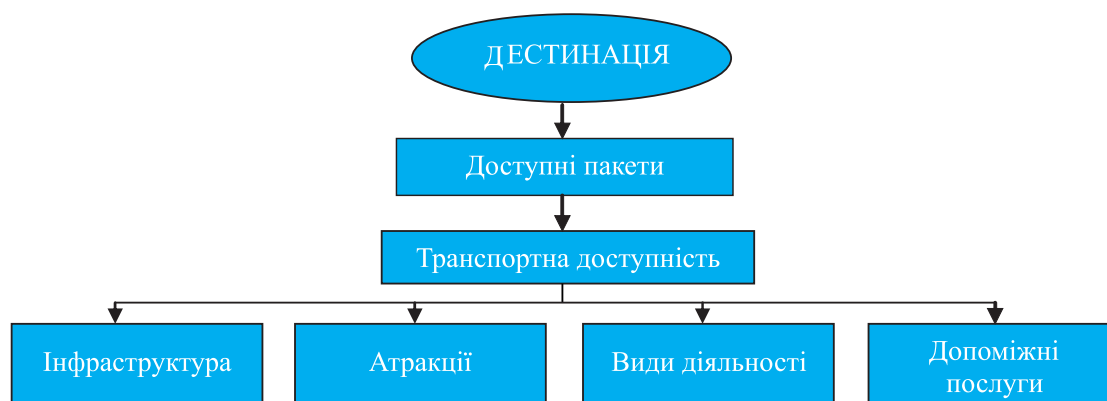 ДЕСТИНАЦІЯ
Доступні пакети
Транспортна доступність
Інфраструктура
Атракції
Види діяльності
Допоміжні
послуги